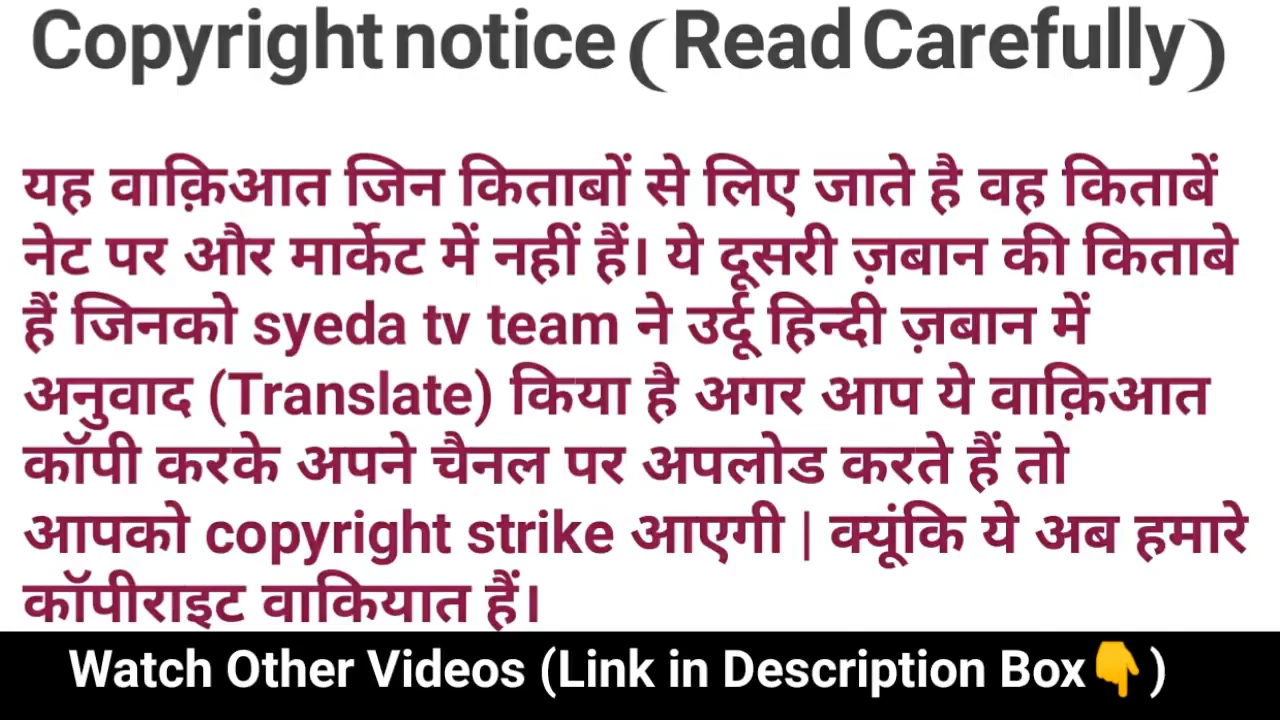 Copyright notice ( Read Carefully)
यह वाक़िआत जिन किताबों से लिए जाते है वह किताबें
नेट पर और मार्केट में नहीं हैं। ये दूसरी ज़बान की किताबे
हैं जिनको syeda tv team ने उर्दू हिन्दी ज़बान में
अनुवाद (Translate) किया है अगर आप ये वाक़िआत
कॉपी करके अपने चैनल पर अपलोड करते हैं तो
आपको copyright strike आएगी | क्यूंकि ये अब हमारे
कॉपीराइट वाकियात हैं।
Watch Other Videos (Link in Description Box👇)